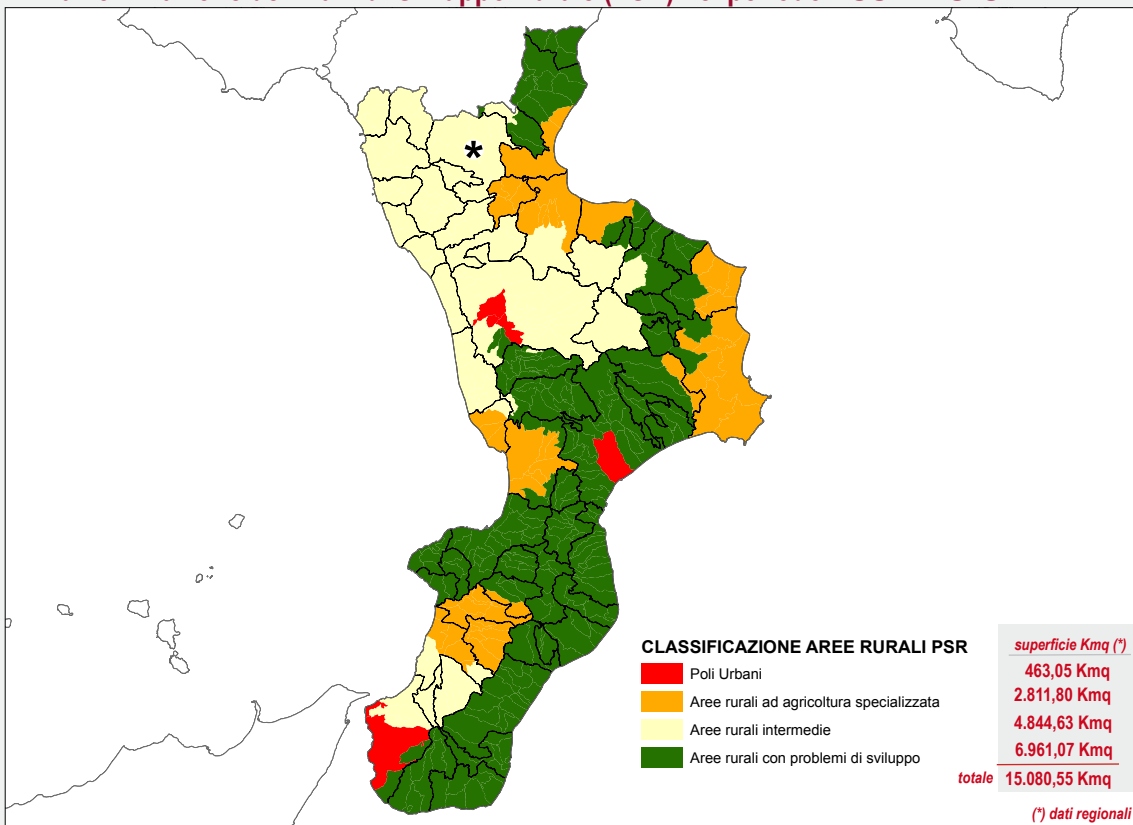 *
CLASSIFICAZIONE AREE RURALI PSR
superficie Kmq (*)
Poli Urbani
463,05 Kmq
Aree rurali ad agricoltura specializzata
2.811,80 Kmq
Aree rurali intermedie
4.844,63 Kmq
Aree rurali con problemi di sviluppo
6.961,07 Kmq
totale 15.080,55 Kmq
(*) dati regionali